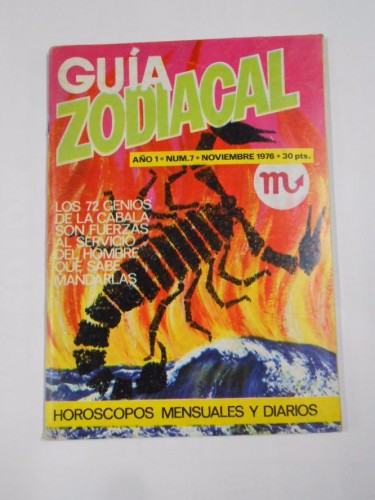 GUÍA
ZODIACAL
AÑO 1 • NUM. 7 • NOVIEMBRE 1976 • 30 pts.
LOS 72 GENIOS
DE LA CABALA
SON FUERZAS
AL SERVICIO
DEL HOMBRE
QUE SABE
MANDARLAS
HOROSCOPOS MENSUALES Y DIARIOS